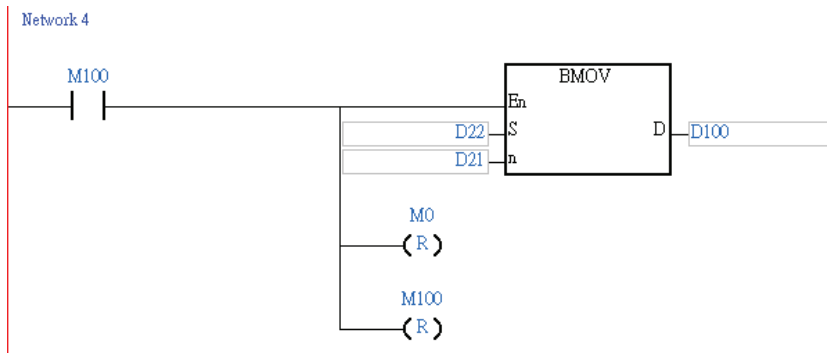 Network 4
M100
BMOV
En
D22 S D D100
D21 n
M0
( R )
M100
( R )